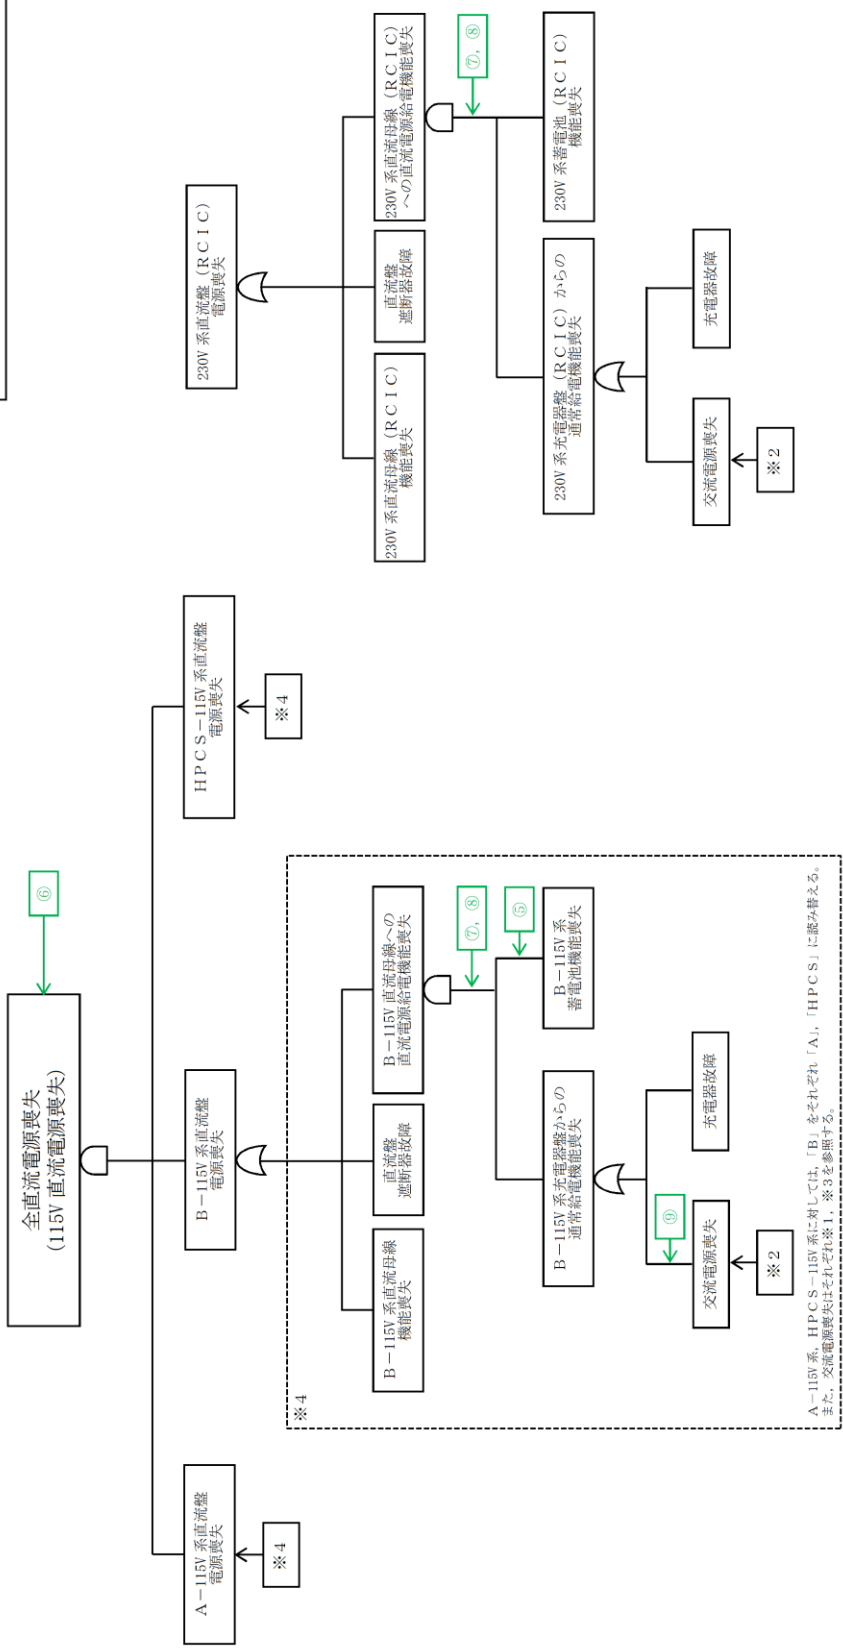 全直流電源喪失
(115V 直流電源喪失)
⑥
A－115V 系直流盤
電源喪失
※4
B－115V 系直流盤
電源喪失
HPCS－115V 系直流盤
電源喪失
※4
※4
B－115V 系直流母線
機能喪失
直流盤
遮断器故障
B－115V 直流母線への
直流電源給電機能喪失
⑦，⑧
⑤
B－115V 系充電器盤からの
通常給電機能喪失
B－115V 系
蓄電池機能喪失
⑨
交流電源喪失
充電器故障
※2
A－115V 系，HPCS－115V 系に対しては，「B」をそれぞれ「A」，「HPCS」に読み替える。
また，交流電源喪失はそれぞれ※1，※3を参照する。
230V 系直流盤（RCIC）
電源喪失
230V 系直流母線（RCIC）
機能喪失
直流盤
遮断器故障
230V 系直流母線（RCIC）
への直流電源給電機能喪失
⑦，⑧
230V 系充電器盤（RCIC）からの
通常給電機能喪失
230V 系蓄電池（RCIC）
機能喪失
交流電源喪失
充電器故障
※2